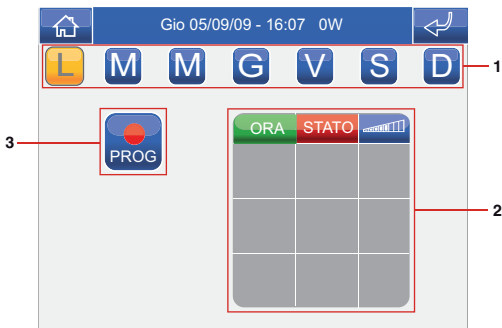 Gio 05/09/09 - 16:07 0W
L M M G V S D
1
3
PROG
ORA STATO
2